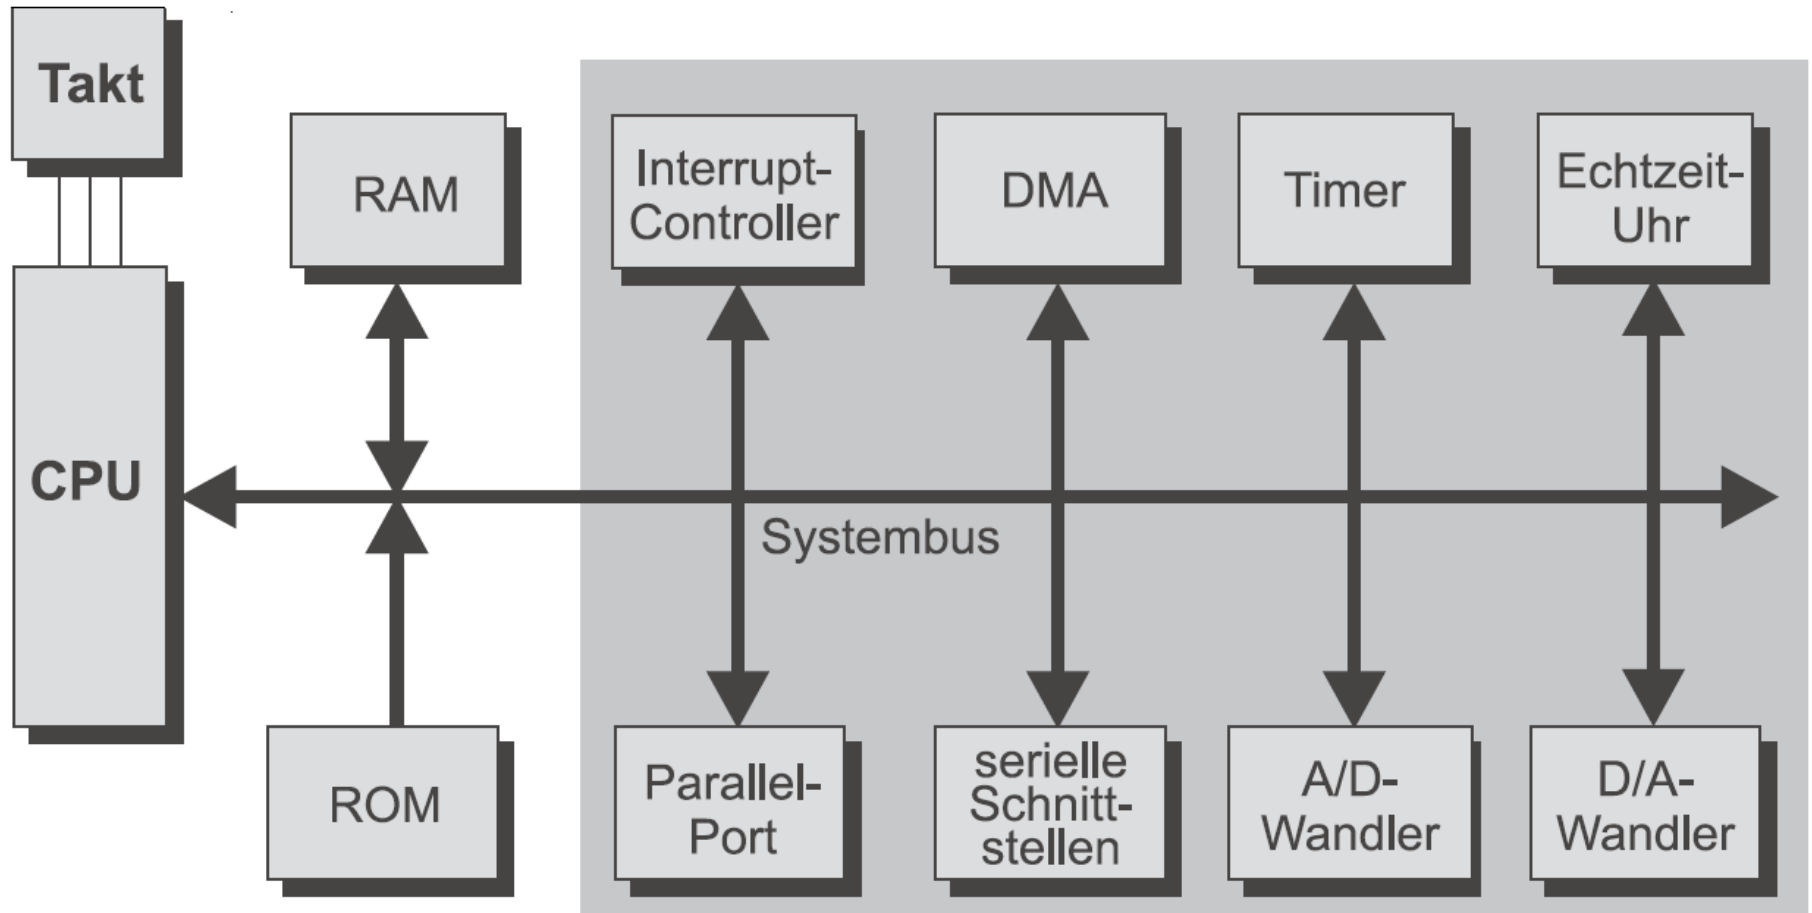 Takt
RAM
Interrupt-
Controller
DMA
Timer
Echtzeit-
Uhr
CPU
Systembus
ROM
Parallel-
Port
serielle
Schnitt-
stellen
A/D-
Wandler
D/A-
Wandler